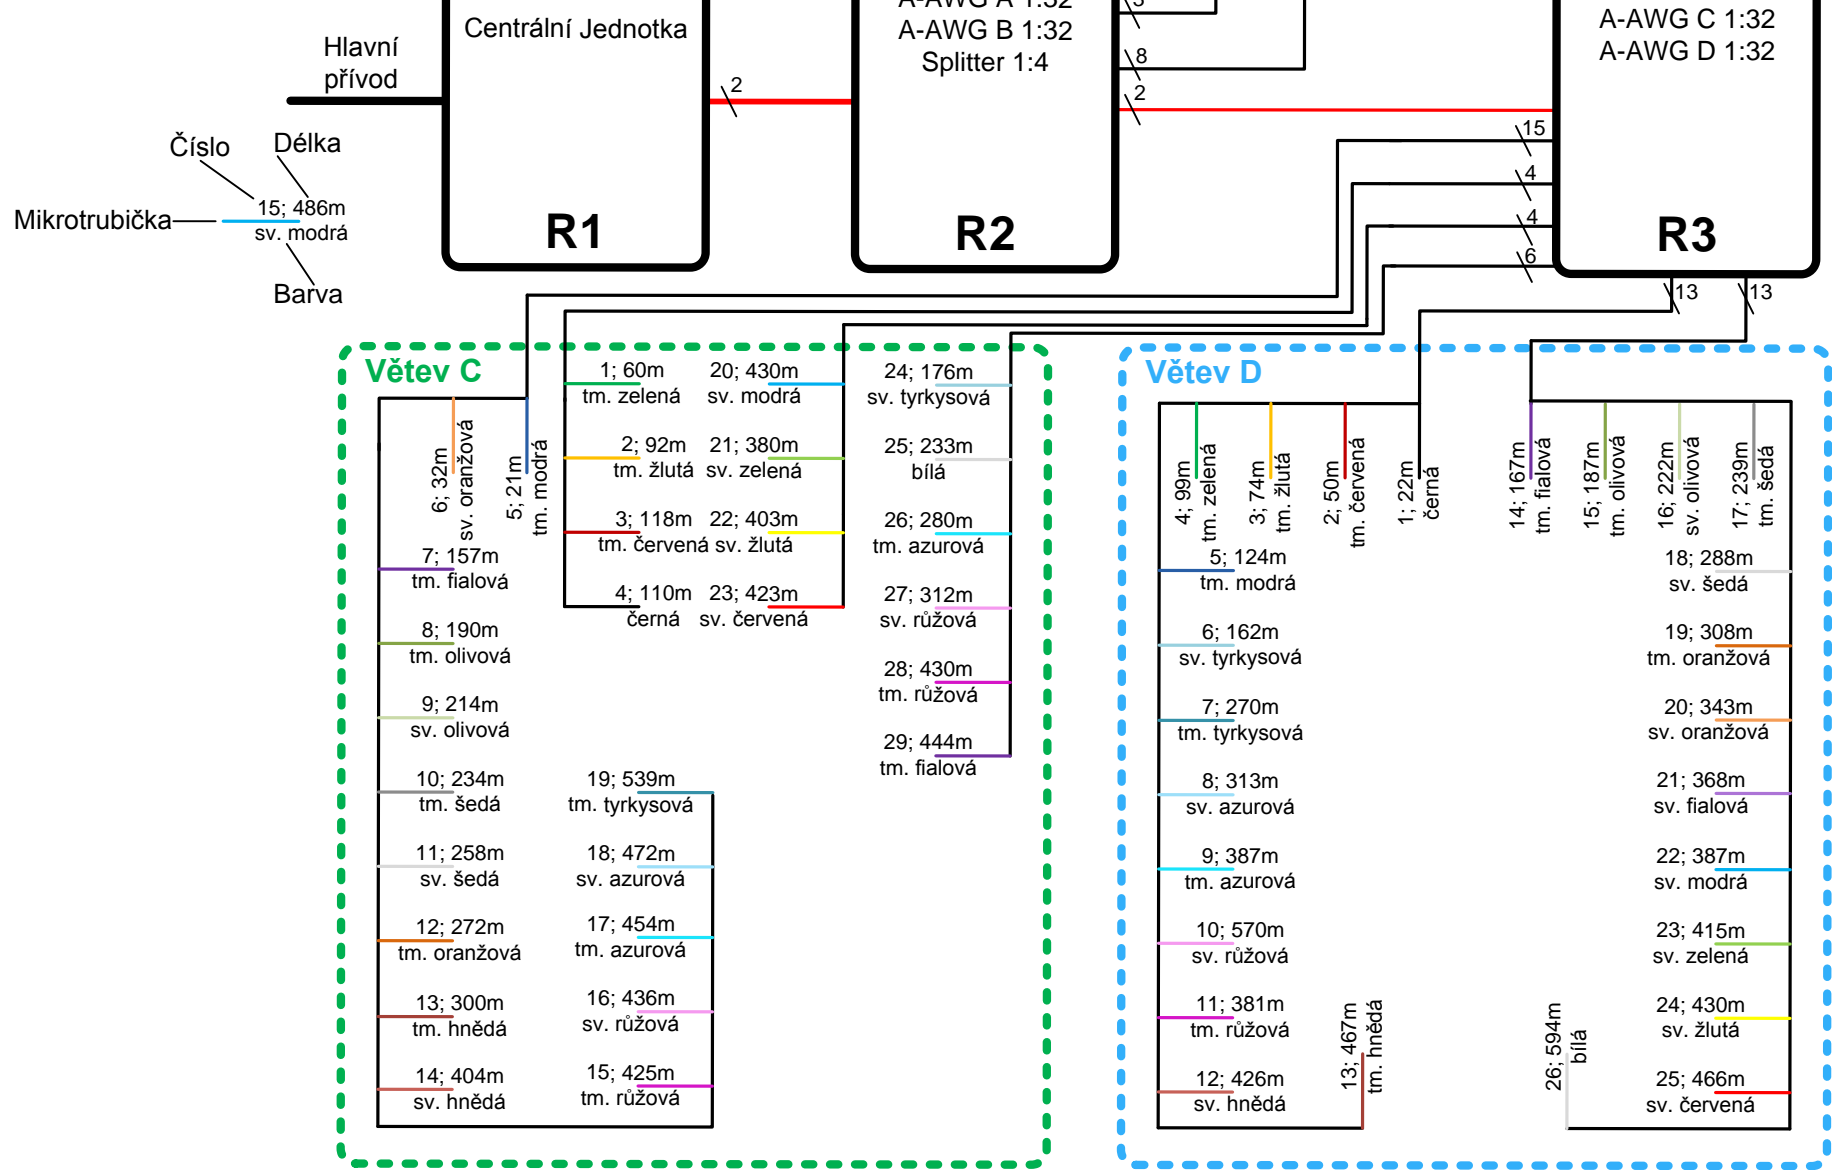 A-AWG A 1:32
A-AWG B 1:32
Splitter 1:4
Centrální Jednotka
A-AWG C 1:32
A-AWG D 1:32
Hlavní
přívod
3
8
2
2
15
4
4
6
13
13
R1
R2
R3
Číslo
Délka
Mikrotrubička
15; 486m
sv. modrá
Barva
Větev C
6; 32m
sv. oranžová
5; 21m
tm. modrá
7; 157m
tm. fialová
8; 190m
tm. olivová
9; 214m
sv. olivová
10; 234m
tm. šedá
11; 258m
sv. šedá
12; 272m
tm. oranžová
13; 300m
tm. hnědá
14; 404m
sv. hnědá
19; 539m
tm. tyrkysová
18; 472m
sv. azurová
17; 454m
tm. azurová
16; 436m
sv. růžová
15; 425m
tm. růžová
1; 60m
tm. zelená
2; 92m
tm. žlutá
3; 118m
tm. červená
4; 110m
černá
20; 430m
sv. modrá
21; 380m
sv. zelená
22; 403m
sv. žlutá
23; 423m
sv. červená
24; 176m
sv. tyrkysová
25; 233m
bílá
26; 280m
tm. azurová
27; 312m
sv. růžová
28; 430m
tm. růžová
29; 444m
tm. fialová
Větev D
4; 99m
tm. zelená
3; 74m
tm. žlutá
2; 50m
tm. červená
1; 22m
černá
5; 124m
tm. modrá
6; 162m
sv. tyrkysová
7; 270m
tm. tyrkysová
8; 313m
sv. azurová
9; 387m
tm. azurová
10; 570m
sv. růžová
11; 381m
tm. růžová
12; 426m
sv. hnědá
13; 467m
tm. hnědá
14; 167m
tm. fialová
15; 187m
tm. olivová
16; 222m
sv. olivová
17; 239m
tm. šedá
18; 288m
sv. šedá
19; 308m
tm. oranžová
20; 343m
sv. oranžová
21; 368m
sv. fialová
22; 387m
sv. modrá
23; 415m
sv. zelená
24; 430m
sv. žlutá
25; 466m
sv. červená
26; 594m
bílá